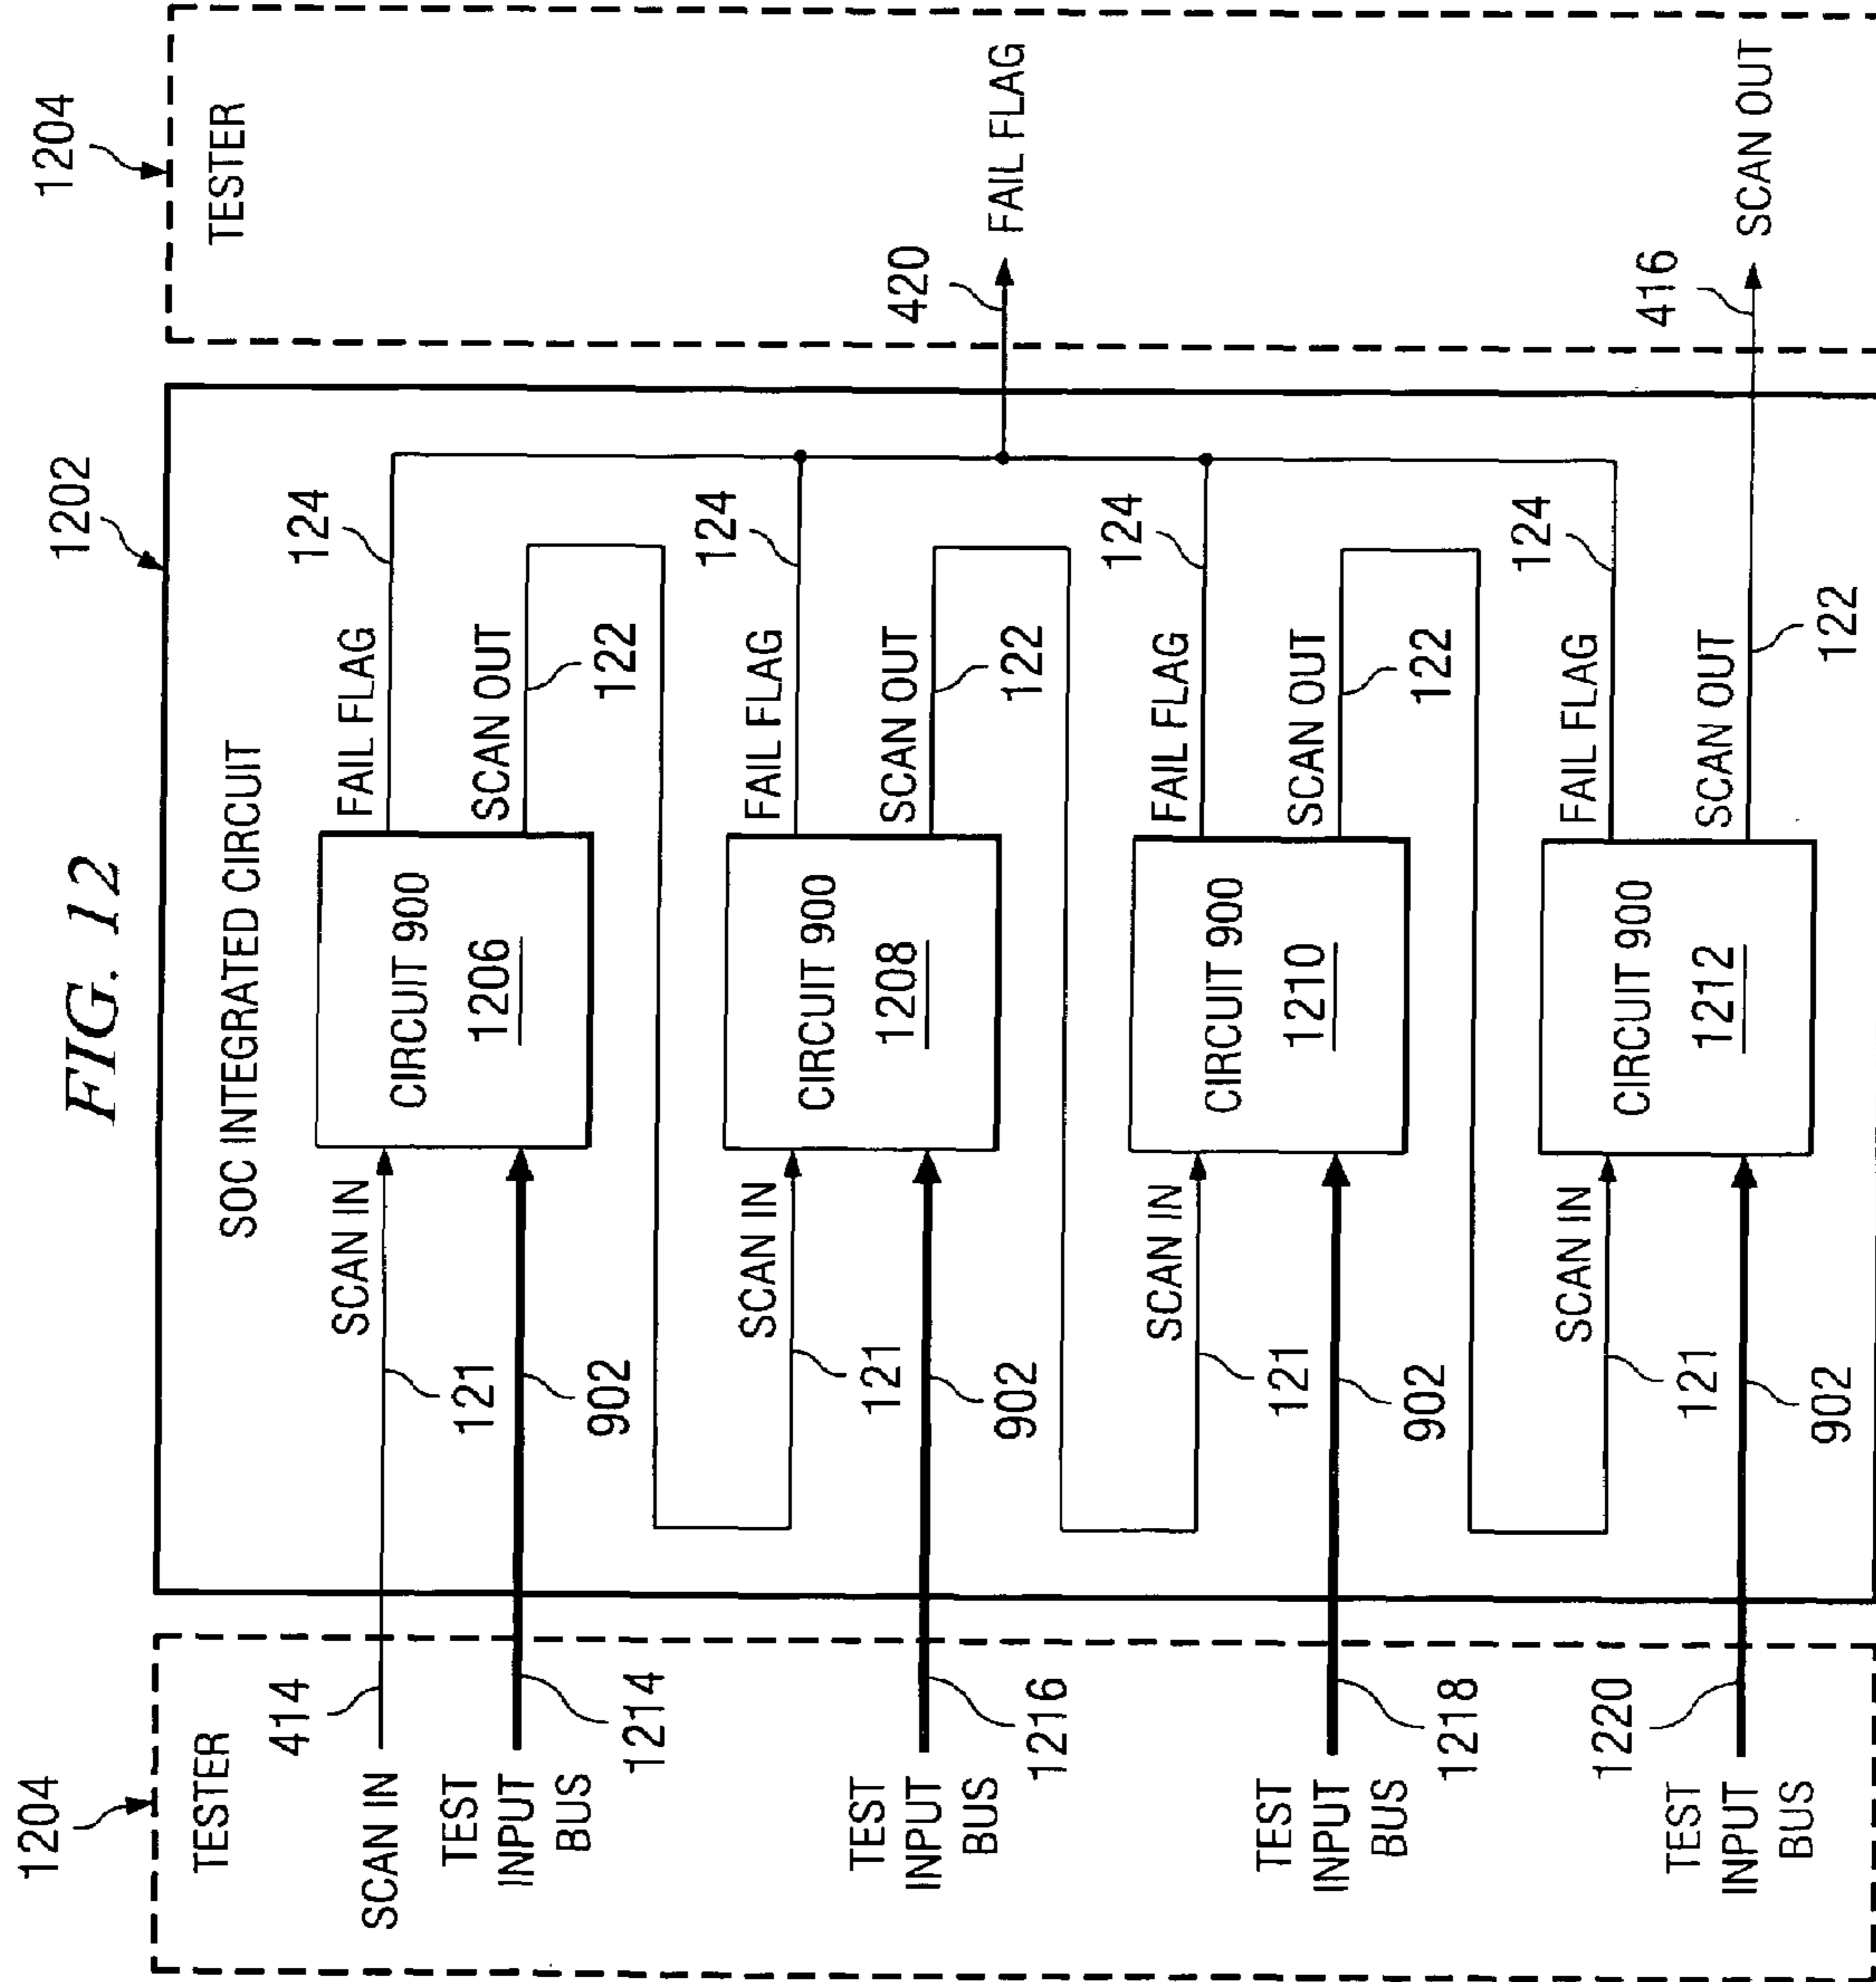 FIG. 12
1204
TESTER
SCAN IN
414
TEST
INPUT
BUS
1214
TEST
INPUT
BUS
1216
TEST
INPUT
BUS
1218
TEST
INPUT
BUS
1220
1202
SOC INTEGRATED CIRCUIT
SCAN IN
121
902
CIRCUIT 900
1206
FAIL FLAG
124
SCAN OUT
122
SCAN IN
121
902
CIRCUIT 900
1208
FAIL FLAG
124
SCAN OUT
122
SCAN IN
121
902
CIRCUIT 900
1210
FAIL FLAG
124
SCAN OUT
122
SCAN IN
121
902
CIRCUIT 900
1212
FAIL FLAG
124
SCAN OUT
122
1204
TESTER
420
FAIL FLAG
416
SCAN OUT